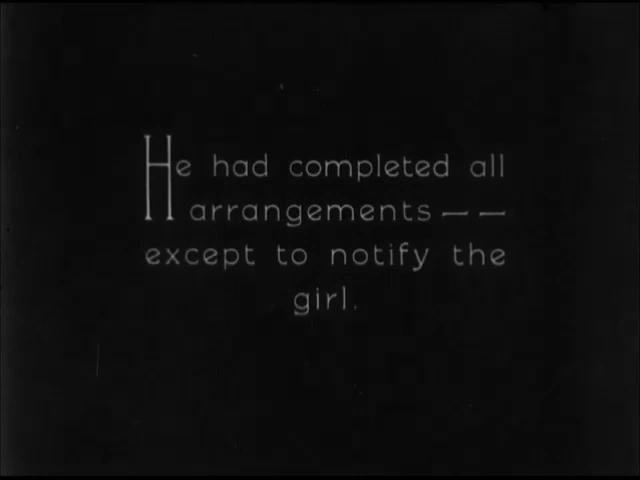 He had completed all
arrangements — —
except to notify the
girl.